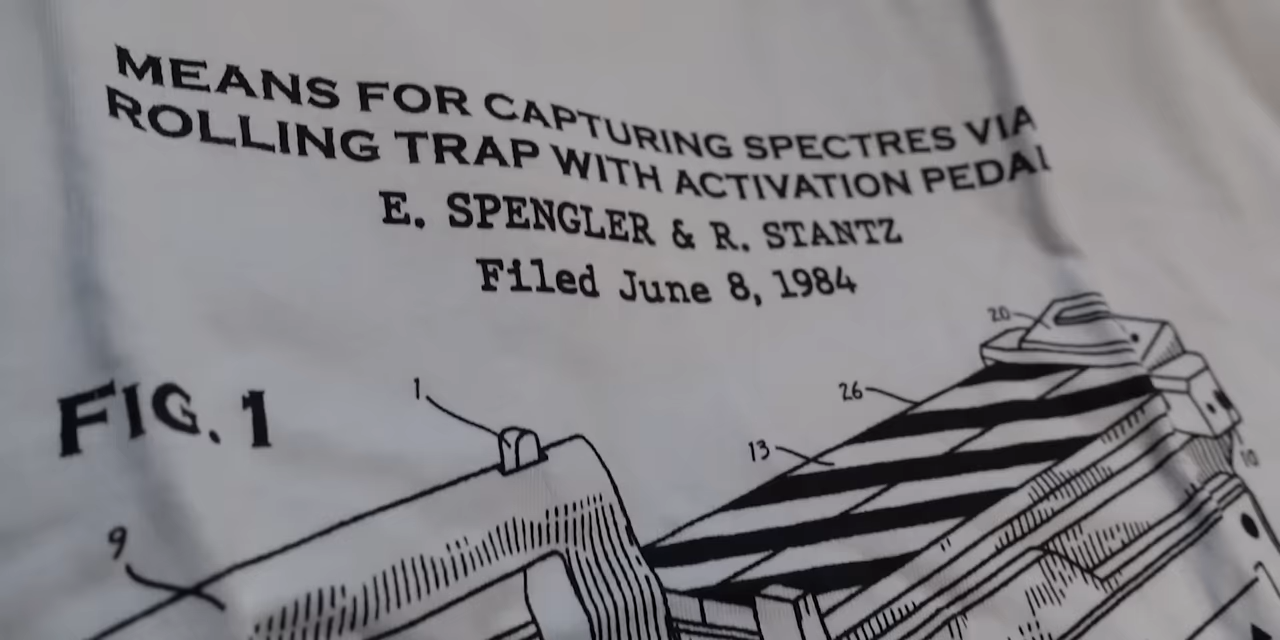 MEANS FOR CAPTURING SPECTRES VIA
ROLLING TRAP WITH ACTIVATION PEDAL
E. SPENGLER & R. STANTZ
Filed June 8, 1984
20
FIG. 1
1
26
13
10
9